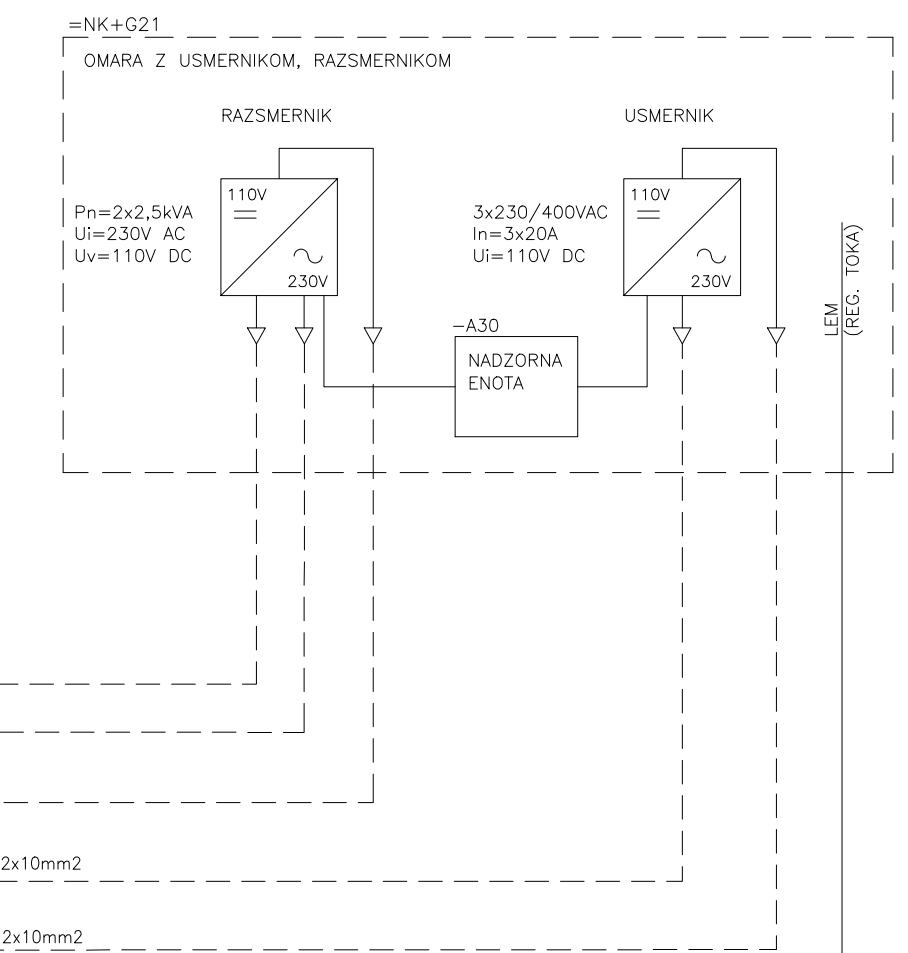 =NK+G21
OMARA Z USMERNIKOM, RAZSMERNIKOM
RAZSMERNIK
USMERNIK
110V
230V
Pn=2x2,5kVA
Ui=230V AC
Uv=110V DC
3x230/400VAC
In=3x20A
Ui=110V DC
110V
230V
LEM
(REG. TOKA)
-A30
NADZORNA
ENOTA
2x10mm2
2x10mm2